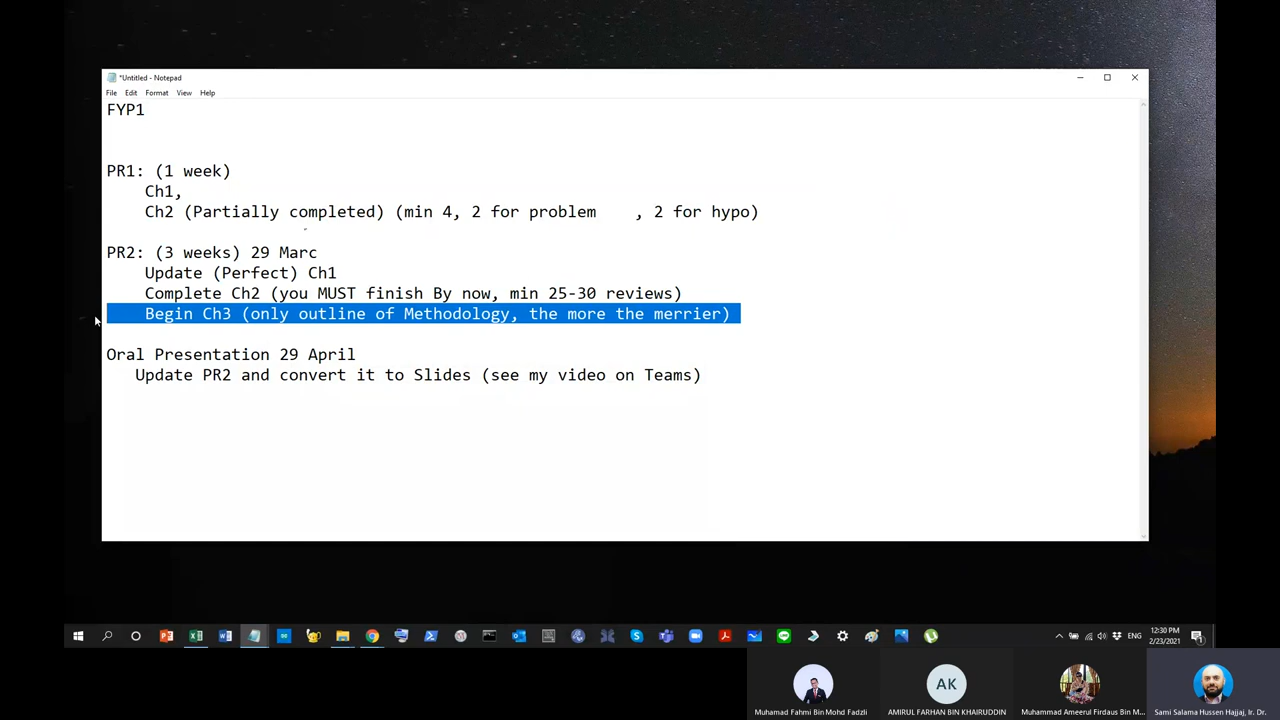 *Untitled - Notepad
File Edit Format View Help
FYP1
PR1: (1 week)
Ch1,
Ch2 (Partially completed) (min 4, 2 for problem , 2 for hypo)
PR2: (3 weeks) 29 Marc
Update (Perfect) Ch1
Complete Ch2 (you MUST finish By now, min 25-30 reviews)
Begin Ch3 (only outline of Methodology, the more the merrier)
Oral Presentation 29 April
Update PR2 and convert it to Slides (see my video on Teams)
ENG
12:30 PM
2/23/2021
AK
Muhamad Fahmi Bin Mohd Fadzli
AMIRUL FARHAN BIN KHAIRUDDIN
Muhammad Ameerul Firdaus Bin M...
Sami Salama Hussen Hajjaj, Ir. Dr.